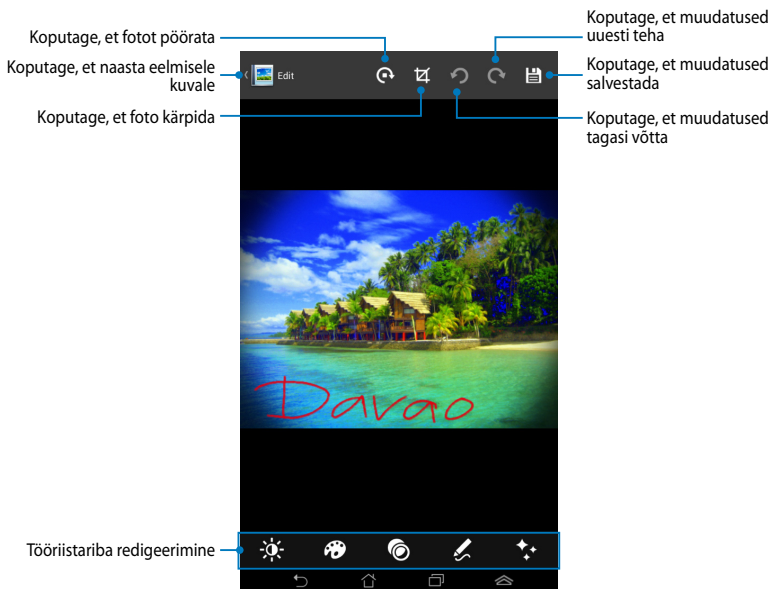 Koputage, et fotot pöörata
Koputage, et naasta eelmisele
kuvale
Koputage, et foto kärpida
Koputage, et muudatused
uuesti teha
Koputage, et muudatused
salvestada
Koputage, et muudatused
tagasi võtta
Edit
Davao
Tööriistariba redigeerimine